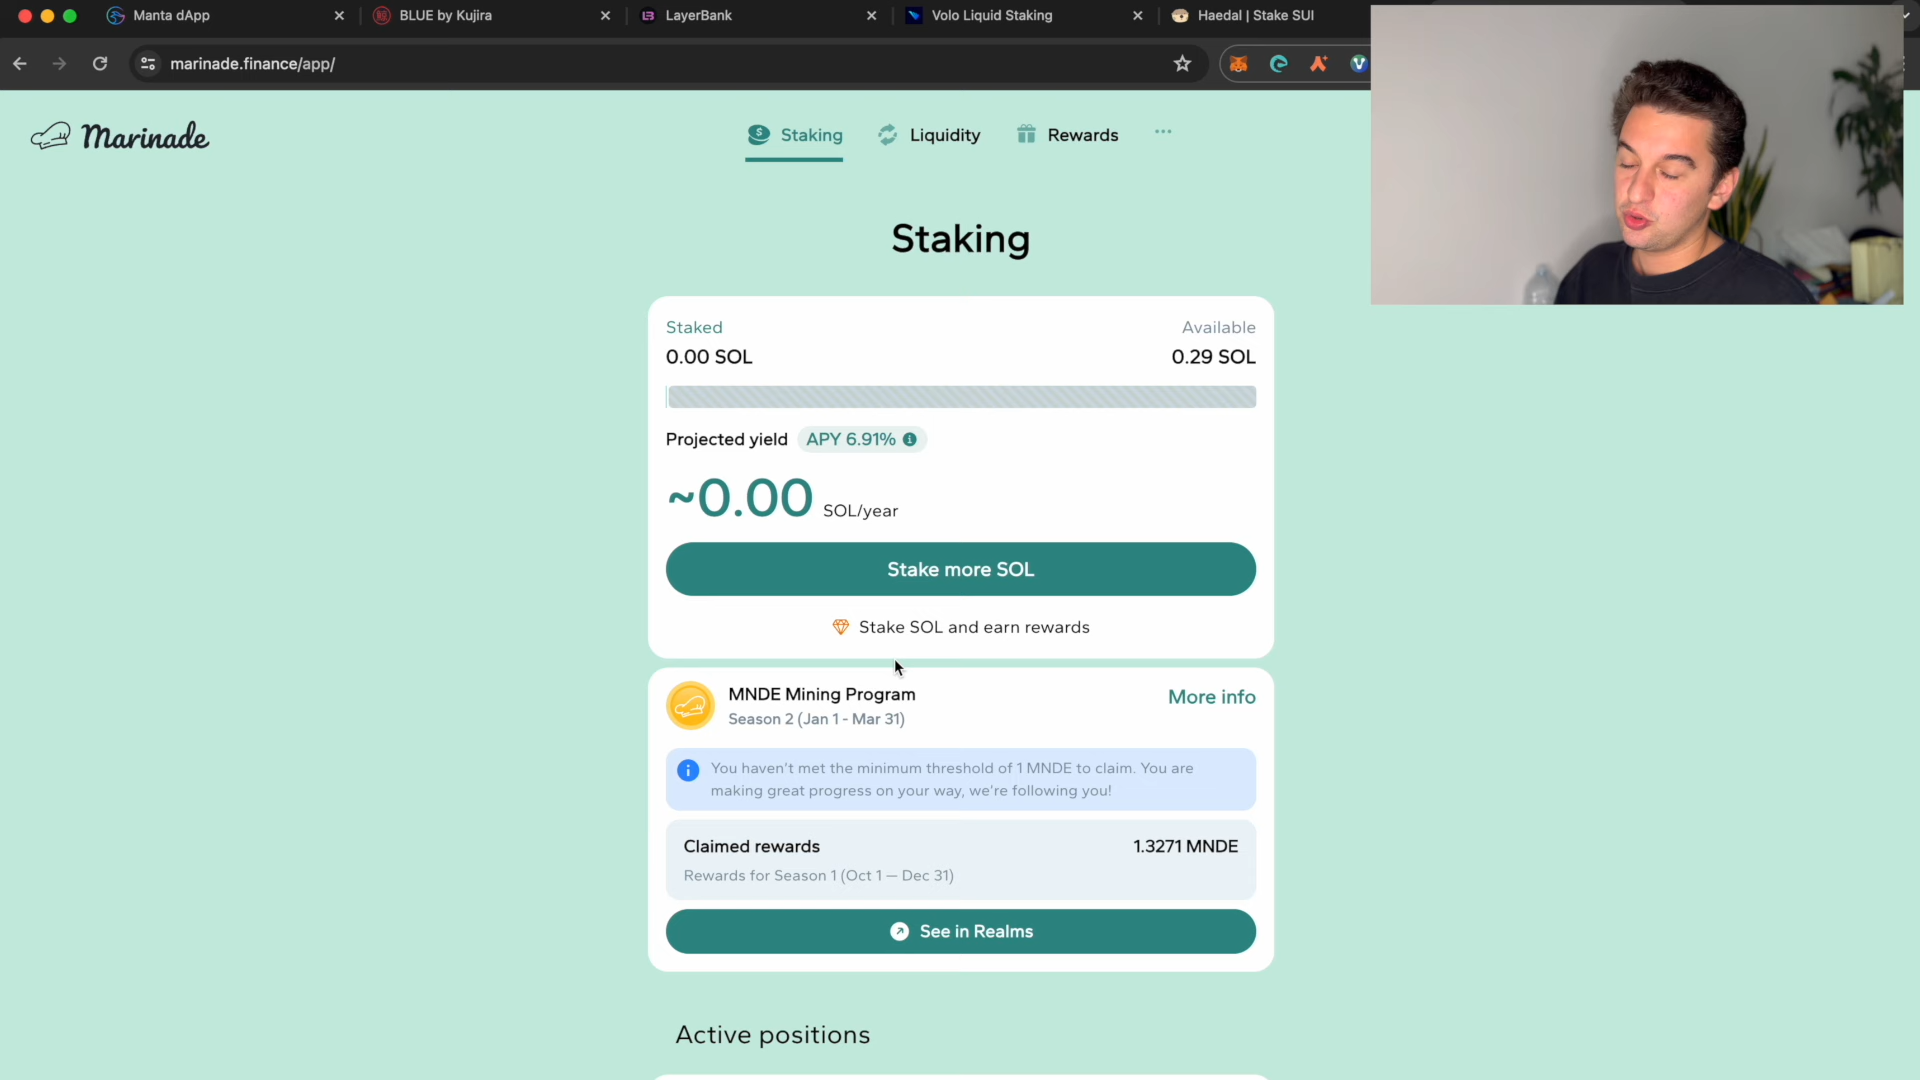 Manta dApp
BLUE by Kujira
LayerBank
Volo Liquid Staking
Haedal | Stake SUI
marinade.finance/app/
Marinade
Staking
Liquidity
Rewards
Staking
Staked
Available
0.00 SOL
0.29 SOL
Projected yield
APY 6.91%
~0.00 SOL/year
Stake more SOL
Stake SOL and earn rewards
MNDE Mining Program
More info
Season 2 (Jan 1 - Mar 31)
You haven't met the minimum threshold of 1 MNDE to claim. You are
making great progress on your way, we're following you!
Claimed rewards
1.3271 MNDE
Rewards for Season 1 (Oct 1 — Dec 31)
See in Realms
Active positions